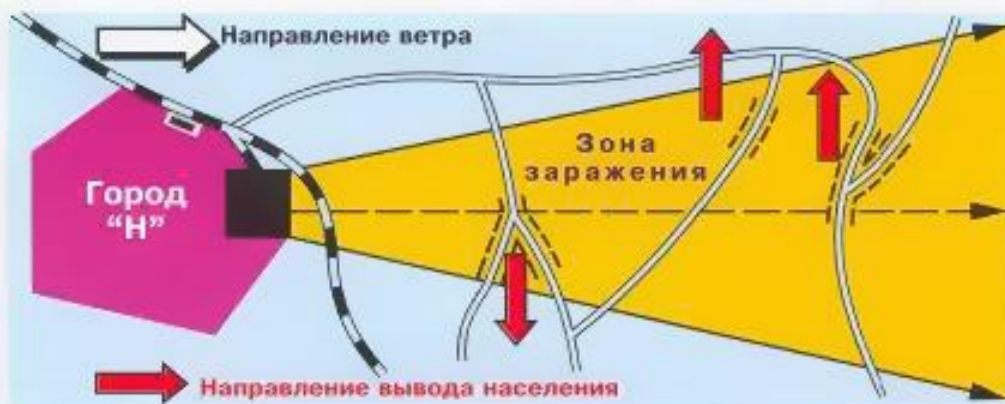 Направление ветра
Город
"Н"
Зона
заражения
Направление вывода населения